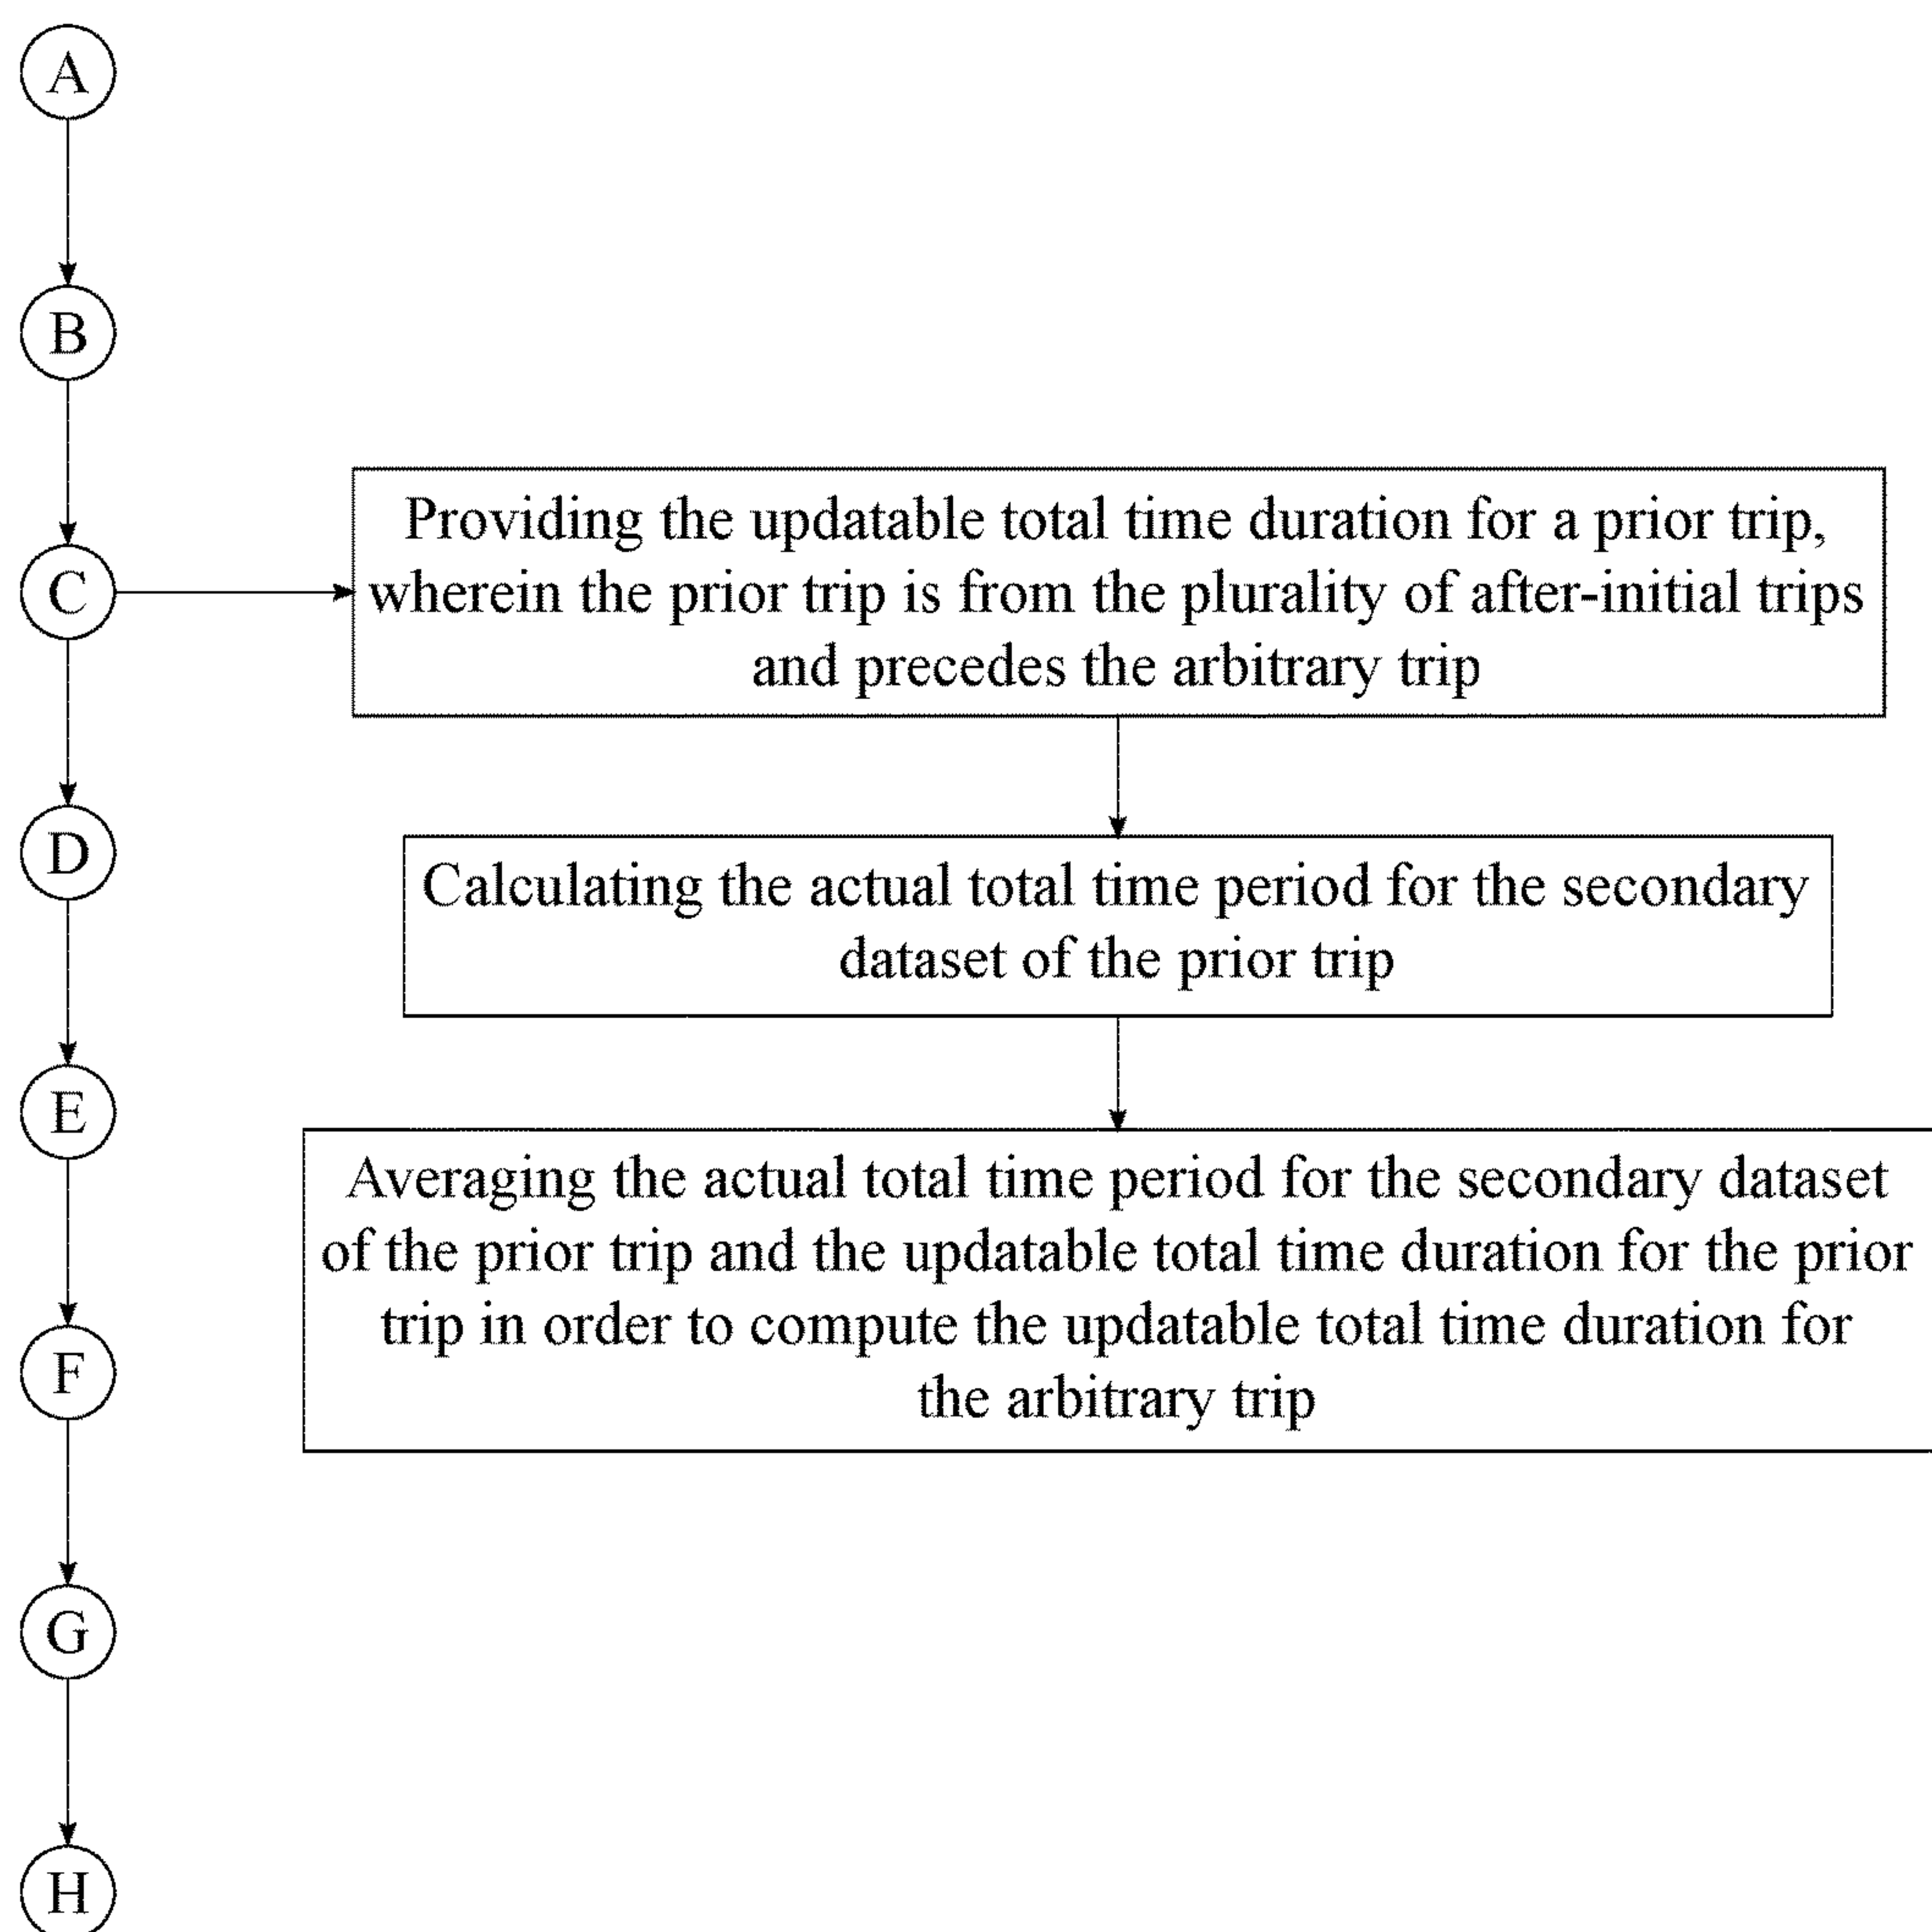 A
B
C
Providing the updatable total time duration for a prior trip,
wherein the prior trip is from the plurality of after-initial trips
and precedes the arbitrary trip
D
Calculating the actual total time period for the secondary
dataset of the prior trip
E
Averaging the actual total time period for the secondary dataset
of the prior trip and the updatable total time duration for the prior
trip in order to compute the updatable total time duration for
the arbitrary trip
F
G
H